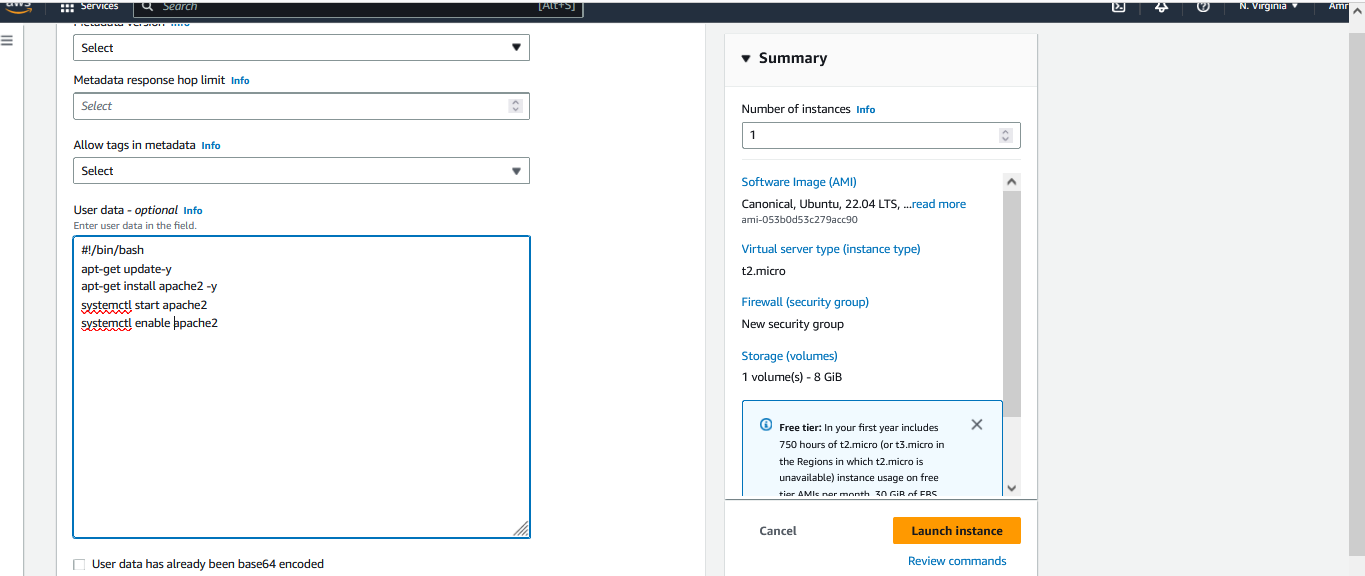 aws
Services
Search
[Alt+S]
N. Virginia
Amr
Metadata version Info
Select
Metadata response hop limit Info
Select
Allow tags in metadata Info
Select
User data - optional Info
Enter user data in the field.
#!/bin/bash
apt-get update-y
apt-get install apache2 -y
systemctl start apache2
systemctl enable apache2
User data has already been base64 encoded
Summary
Number of instances Info
1
Software Image (AMI)
Canonical, Ubuntu, 22.04 LTS, ...read more
ami-053b0d53c279acc90
Virtual server type (instance type)
t2.micro
Firewall (security group)
New security group
Storage (volumes)
1 volume(s) - 8 GiB
Free tier: In your first year includes
750 hours of t2.micro (or t3.micro in
the Regions in which t2.micro is
unavailable) instance usage on free
tier AMIs per month, 30 GiB of EBS
Cancel
Launch instance
Review commands